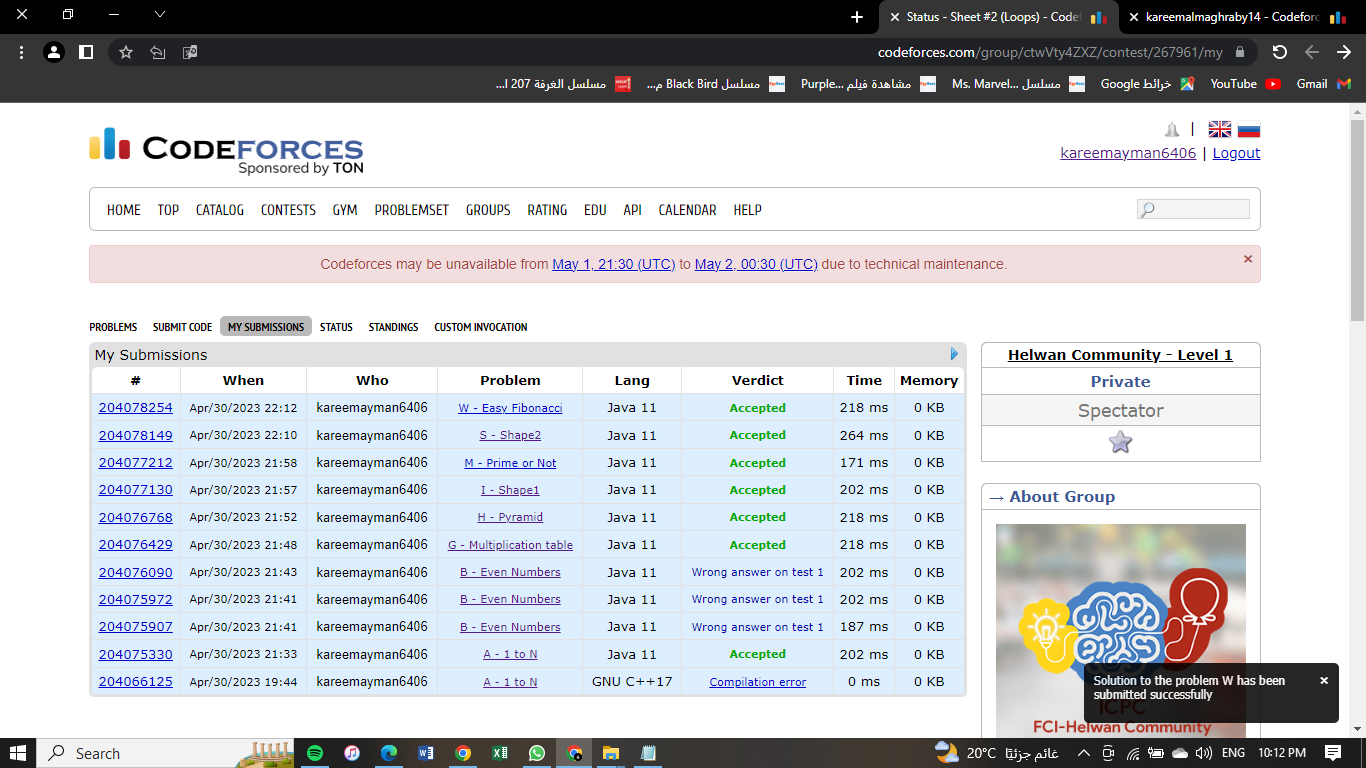 Status - Sheet #2 (Loops) - Codef
kareemalmaghraby14 - Codeforc
codeforces.com/group/ctwVty4ZXZ/contest/267961/my
مسلسل الغرفة 207 ا...
مسلسل Black Bird م...
مشاهدة فيلم Purple...
مسلسل Ms. Marvel...
خرائط Google
YouTube
Gmail
CODEFORCES
Sponsored by TON
kareemayman6406 | Logout
HOME TOP CATALOG CONTESTS GYM PROBLEMSET GROUPS RATING EDU API CALENDAR HELP
Codeforces may be unavailable from May 1, 21:30 (UTC) to May 2, 00:30 (UTC) due to technical maintenance.
PROBLEMS SUBMIT CODE MY SUBMISSIONS STATUS STANDINGS CUSTOM INVOCATION
My Submissions
# When Who Problem Lang Verdict Time Memory
204078254 Apr/30/2023 22:12 kareemayman6406 W - Easy Fibonacci Java 11 Accepted 218 ms 0 KB
204078149 Apr/30/2023 22:10 kareemayman6406 S - Shape2 Java 11 Accepted 264 ms 0 KB
204077212 Apr/30/2023 21:58 kareemayman6406 M - Prime or Not Java 11 Accepted 171 ms 0 KB
204077130 Apr/30/2023 21:57 kareemayman6406 I - Shape1 Java 11 Accepted 202 ms 0 KB
204076768 Apr/30/2023 21:52 kareemayman6406 H - Pyramid Java 11 Accepted 218 ms 0 KB
204076429 Apr/30/2023 21:48 kareemayman6406 G - Multiplication table Java 11 Accepted 218 ms 0 KB
204076090 Apr/30/2023 21:43 kareemayman6406 B - Even Numbers Java 11 Wrong answer on test 1 202 ms 0 KB
204075972 Apr/30/2023 21:41 kareemayman6406 B - Even Numbers Java 11 Wrong answer on test 1 202 ms 0 KB
204075907 Apr/30/2023 21:41 kareemayman6406 B - Even Numbers Java 11 Wrong answer on test 1 187 ms 0 KB
204075330 Apr/30/2023 21:33 kareemayman6406 A - 1 to N Java 11 Accepted 202 ms 0 KB
204066125 Apr/30/2023 19:44 kareemayman6406 A - 1 to N GNU C++17 Compilation error 0 ms 0 KB
Helwan Community - Level 1
Private
Spectator
→ About Group
ICPC
FCI-Helwan Community
Solution to the problem W has been
submitted successfully
Search
20°C غائم جزئيًا
ENG
10:12 PM